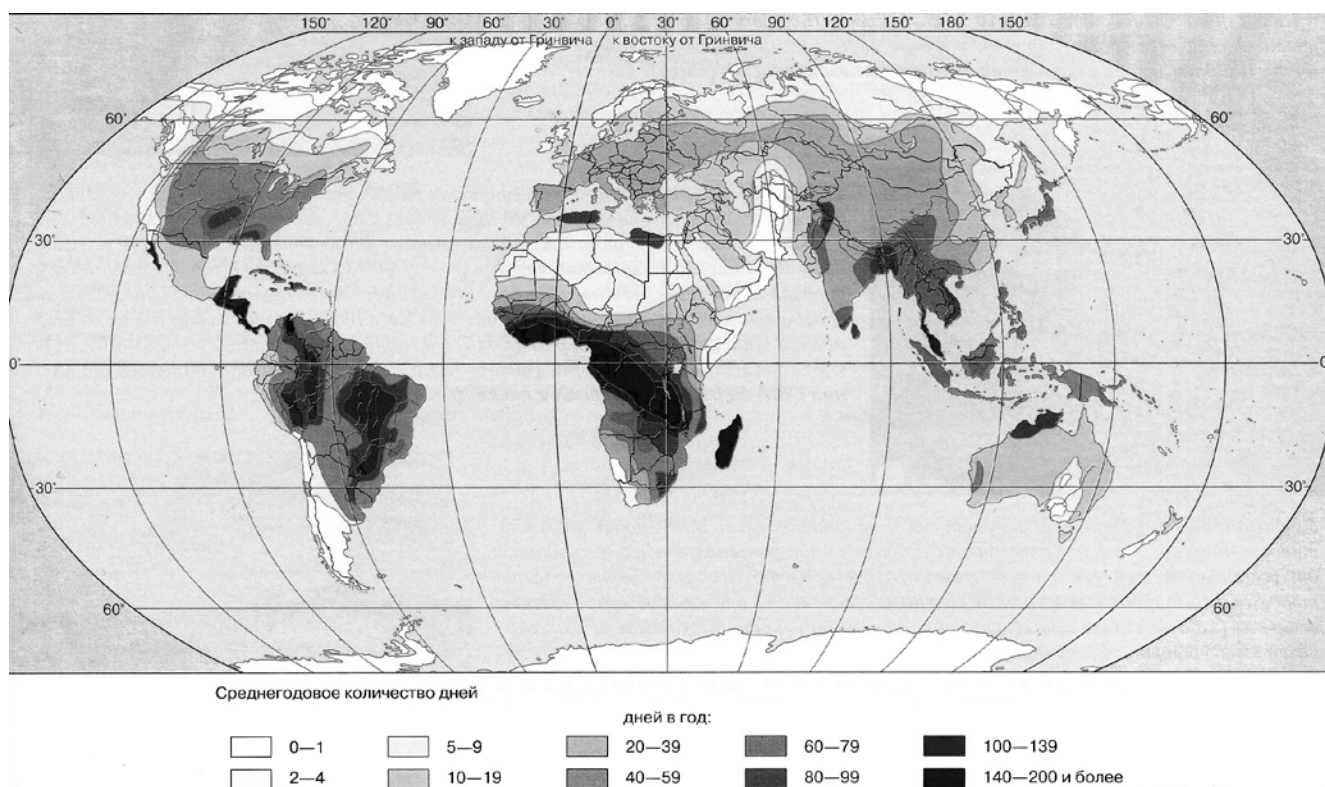 150° 120° 90° 60° 30° 0° 30° 60° 90° 120° 150° 180° 150°
к западу от Гринвича к востоку от Гринвича
60° 60°
30° 30°
0° 0°
30° 30°
60° 60°
Среднегодовое количество дней
дней в год:
0—1 5—9 20—39 60—79 100—139
2—4 10—19 40—59 80—99 140—200 и более